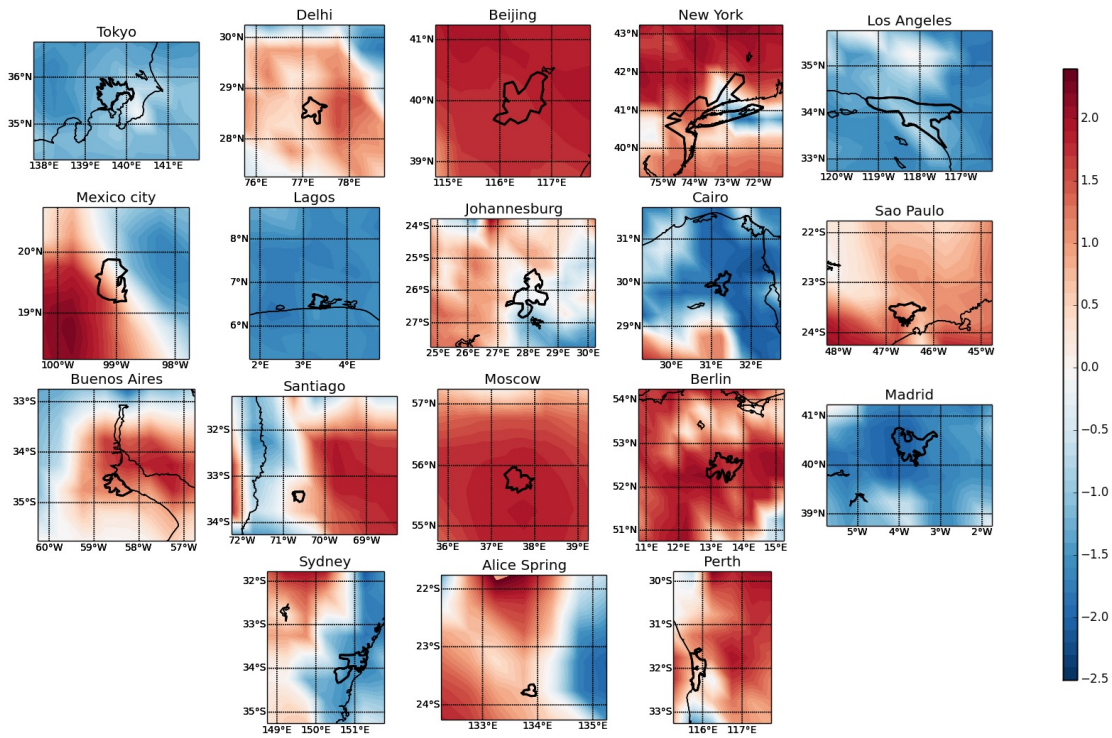 Tokyo
36°N
35°N
138°E 139°E 140°E 141°E
Delhi
30°N
29°N
28°N
76°E 77°E 78°E
Beijing
41°N
40°N
39°N
115°E 116°E 117°E
New York
43°N
42°N
41°N
40°N
75°W 74°W 73°W 72°W
Los Angeles
35°N
34°N
33°N
120°W 119°W 118°W 117°W
Mexico city
20°N
19°N
100°W 99°W 98°W
Lagos
8°N
7°N
6°N
2°E 3°E 4°E
Johannesburg
24°S
25°S
26°S
27°S
25°E 26°E 27°E 28°E 29°E 30°E
Cairo
31°N
30°N
29°N
30°E 31°E 32°E
Sao Paulo
22°S
23°S
24°S
48°W 47°W 46°W 45°W
Buenos Aires
33°S
34°S
35°S
60°W 59°W 58°W 57°W
Santiago
32°S
33°S
34°S
72°W 71°W 70°W 69°W
Moscow
57°N
56°N
55°N
36°E 37°E 38°E 39°E
Berlin
54°N
53°N
52°N
51°N
11°E 12°E 13°E 14°E 15°E
Madrid
41°N
40°N
39°N
5°W 4°W 3°W 2°W
Sydney
32°S
33°S
34°S
35°S
149°E 150°E 151°E
Alice Spring
22°S
23°S
24°S
133°E 134°E 135°E
Perth
30°S
31°S
32°S
33°S
116°E 117°E
2.0
1.5
1.0
0.5
0.0
−0.5
−1.0
−1.5
−2.0
−2.5